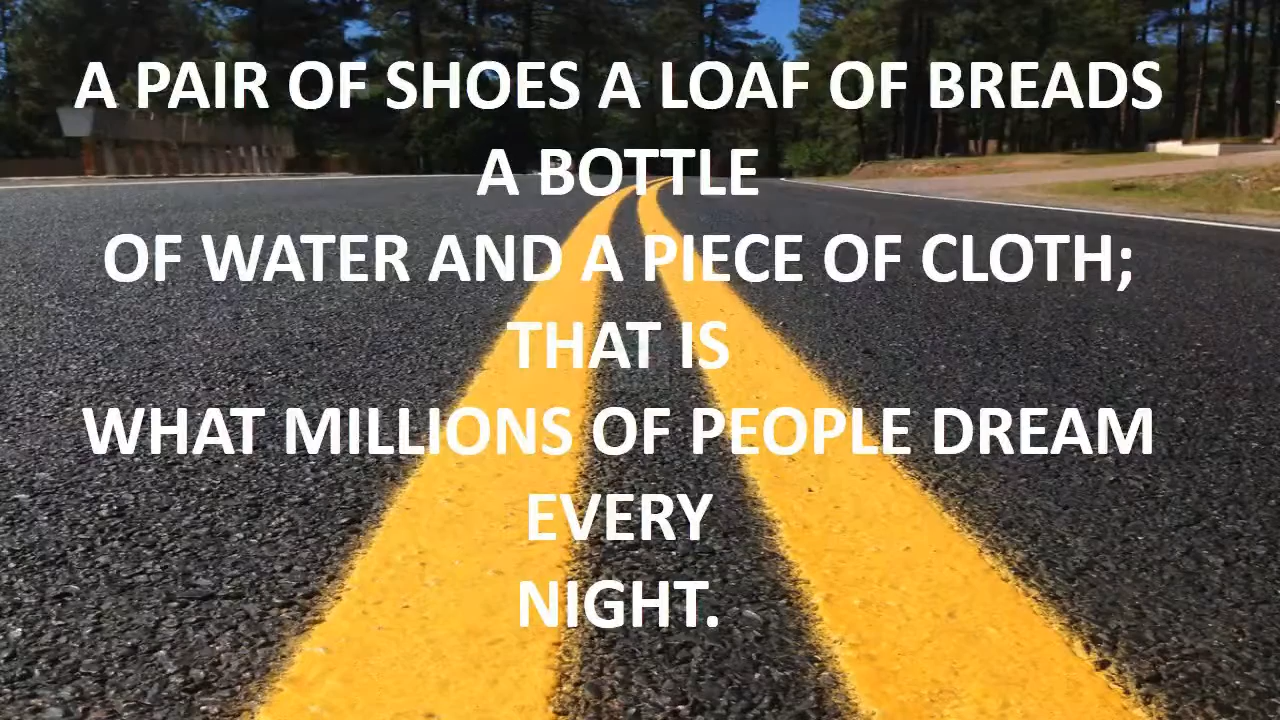 A PAIR OF SHOES A LOAF OF BREADS
A BOTTLE
OF WATER AND A PIECE OF CLOTH;
THAT IS
WHAT MILLIONS OF PEOPLE DREAM
EVERY
NIGHT.